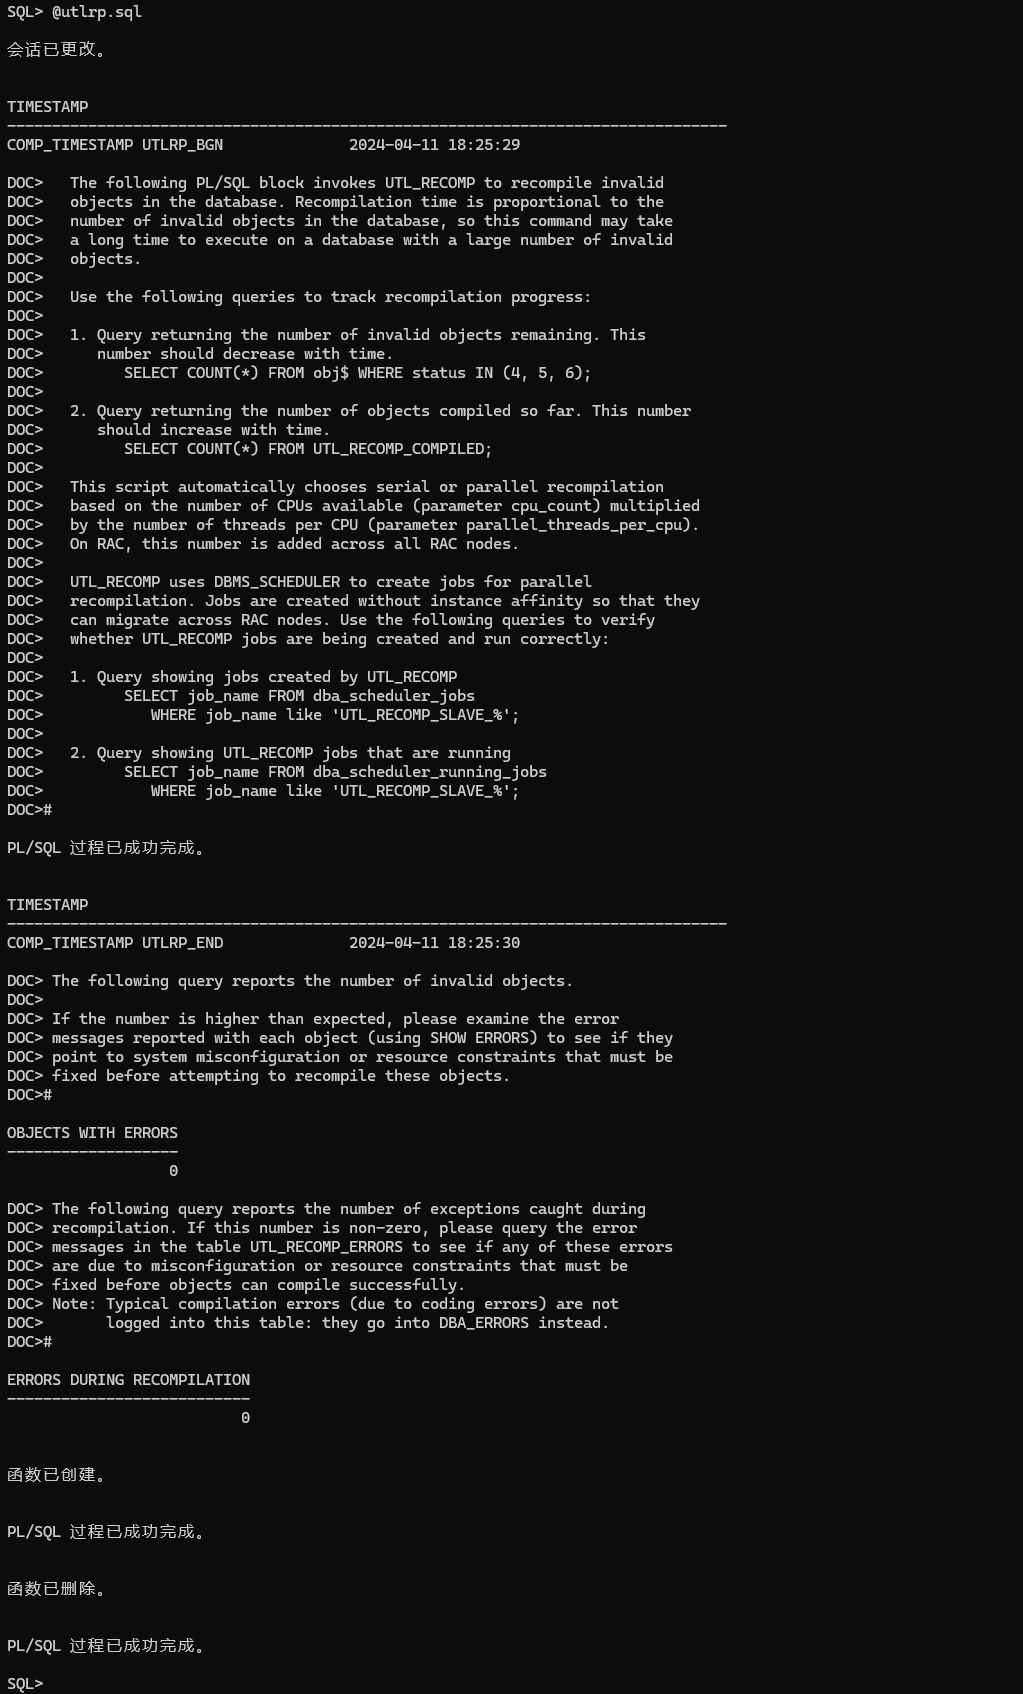 SQL> @utlrp.sql
会话已更改。
TIMESTAMP
--------------------------------------------------------------------------------
COMP_TIMESTAMP UTLRP_BGN              2024-04-11 18:25:29
DOC>   The following PL/SQL block invokes UTL_RECOMP to recompile invalid
DOC>   objects in the database. Recompilation time is proportional to the
DOC>   number of invalid objects in the database, so this command may take
DOC>   a long time to execute on a database with a large number of invalid
DOC>   objects.
DOC>
DOC>   Use the following queries to track recompilation progress:
DOC>
DOC>   1. Query returning the number of invalid objects remaining. This
DOC>      number should decrease with time.
DOC>         SELECT COUNT(*) FROM obj$ WHERE status IN (4, 5, 6);
DOC>
DOC>   2. Query returning the number of objects compiled so far. This number
DOC>      should increase with time.
DOC>         SELECT COUNT(*) FROM UTL_RECOMP_COMPILED;
DOC>
DOC>   This script automatically chooses serial or parallel recompilation
DOC>   based on the number of CPUs available (parameter cpu_count) multiplied
DOC>   by the number of threads per CPU (parameter parallel_threads_per_cpu).
DOC>   On RAC, this number is added across all RAC nodes.
DOC>
DOC>   UTL_RECOMP uses DBMS_SCHEDULER to create jobs for parallel
DOC>   recompilation. Jobs are created without instance affinity so that they
DOC>   can migrate across RAC nodes. Use the following queries to verify
DOC>   whether UTL_RECOMP jobs are being created and run correctly:
DOC>
DOC>   1. Query showing jobs created by UTL_RECOMP
DOC>         SELECT job_name FROM dba_scheduler_jobs
DOC>            WHERE job_name like 'UTL_RECOMP_SLAVE_%';
DOC>
DOC>   2. Query showing UTL_RECOMP jobs that are running
DOC>         SELECT job_name FROM dba_scheduler_running_jobs
DOC>            WHERE job_name like 'UTL_RECOMP_SLAVE_%';
DOC>#
PL/SQL 过程已成功完成。
TIMESTAMP
--------------------------------------------------------------------------------
COMP_TIMESTAMP UTLRP_END              2024-04-11 18:25:30
DOC> The following query reports the number of invalid objects.
DOC>
DOC> If the number is higher than expected, please examine the error
DOC> messages reported with each object (using SHOW ERRORS) to see if they
DOC> point to system misconfiguration or resource constraints that must be
DOC> fixed before attempting to recompile these objects.
DOC>#
OBJECTS WITH ERRORS
-------------------
                  0
DOC> The following query reports the number of exceptions caught during
DOC> recompilation. If this number is non-zero, please query the error
DOC> messages in the table UTL_RECOMP_ERRORS to see if any of these errors
DOC> are due to misconfiguration or resource constraints that must be
DOC> fixed before objects can compile successfully.
DOC> Note: Typical compilation errors (due to coding errors) are not
DOC>       logged into this table: they go into DBA_ERRORS instead.
DOC>#
ERRORS DURING RECOMPILATION
---------------------------
                          0
函数已创建。
PL/SQL 过程已成功完成。
函数已删除。
PL/SQL 过程已成功完成。
SQL>